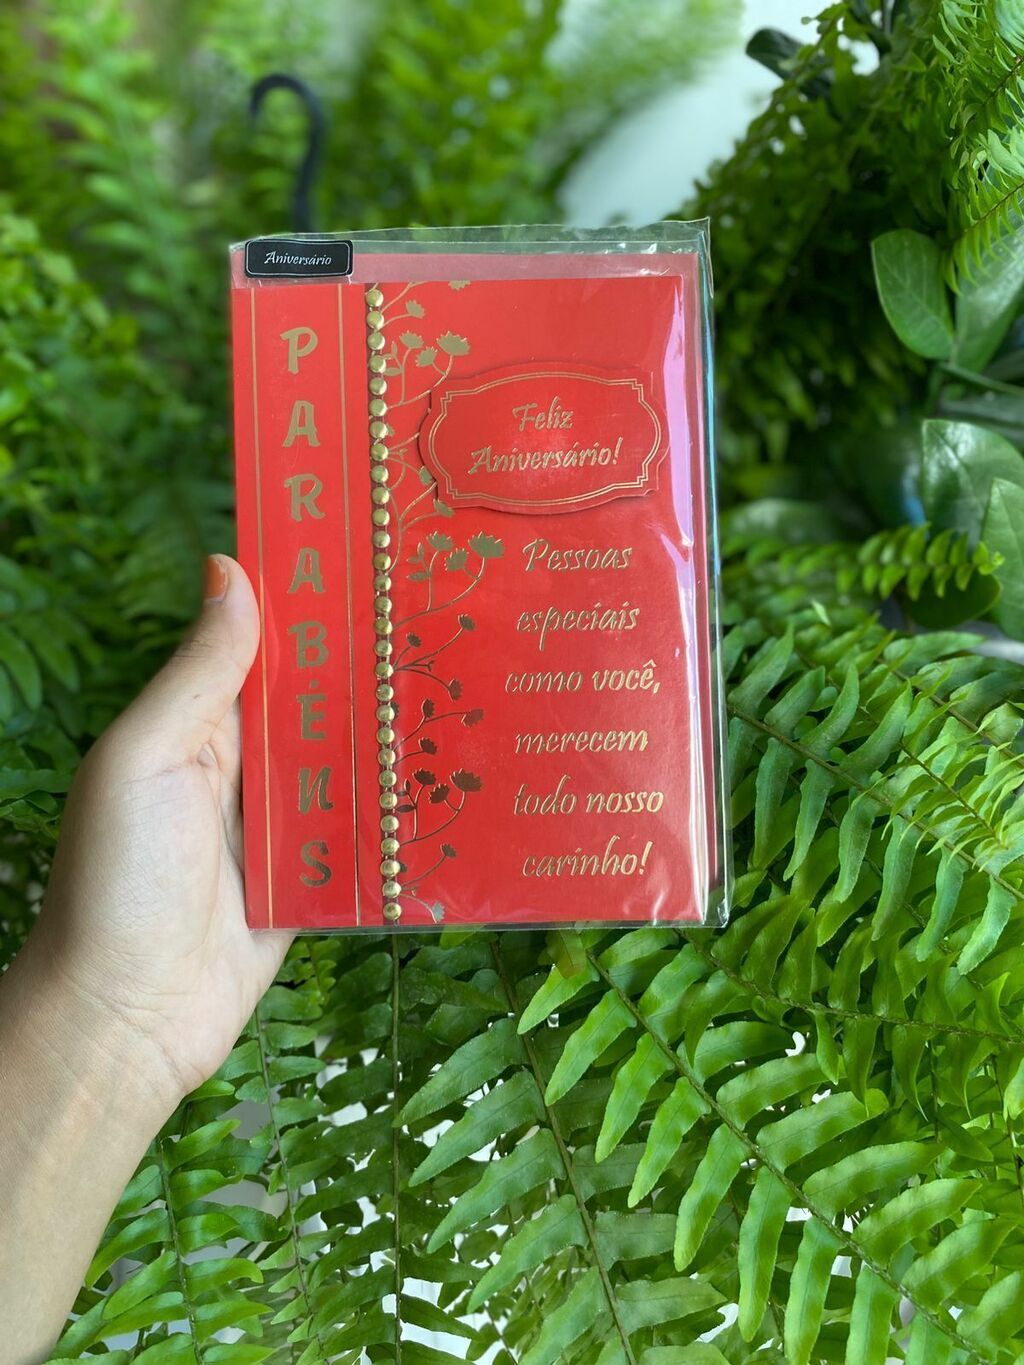 Aniversário
PARABÉNS
Feliz
Aniversário!
Pessoas
especiais
como você,
merecem
todo nosso
carinho!